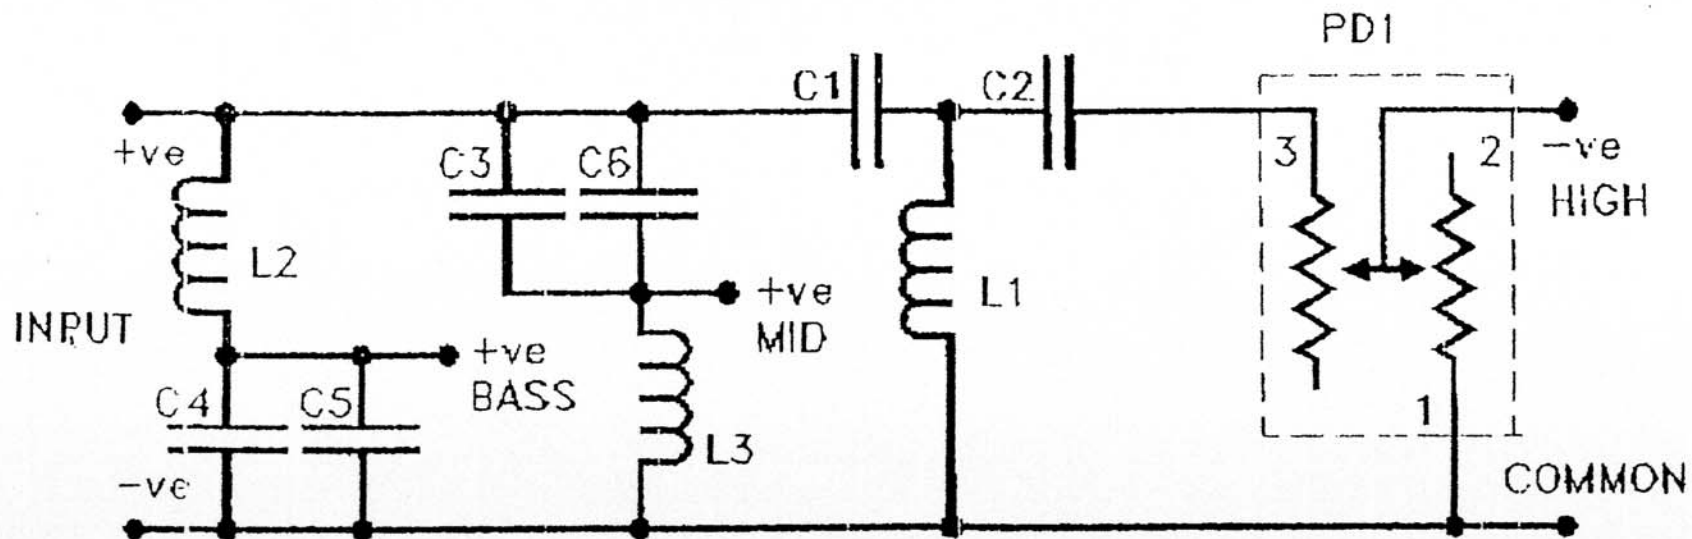 PD1
C1
C2
+ve
C3
C6
3
2
-ve
HIGH
L2
L1
INPUT
+ve
MID
+ve
BASS
C4
C5
1
L3
-ve
COMMON